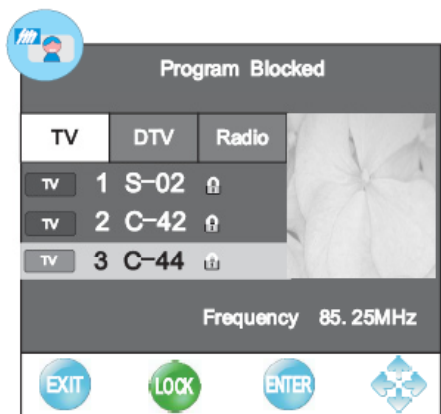 Program Blocked
TV DTV Radio
TV 1 S-02
TV 2 C-42
TV 3 C-44
Frequency 85.25MHz
EXIT LOCK ENTER